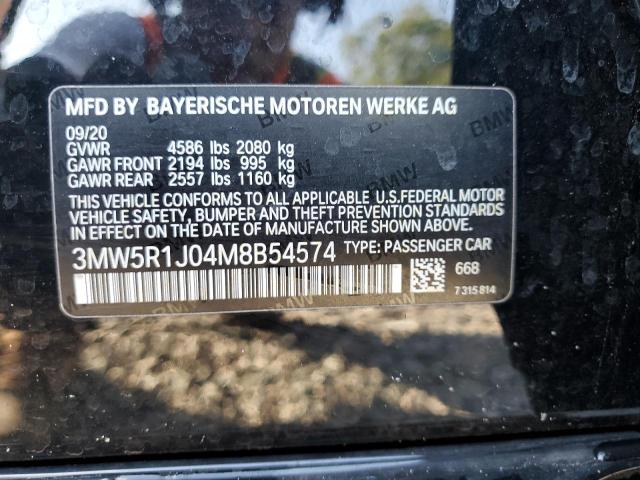 MFD BY BAYERISCHE MOTOREN WERKE AG
09/20
GVWR 4586 lbs 2080 kg
GAWR FRONT 2194 lbs 995 kg
GAWR REAR 2557 lbs 1160 kg
THIS VEHICLE CONFORMS TO ALL APPLICABLE U.S.FEDERAL MOTOR
VEHICLE SAFETY, BUMPER AND THEFT PREVENTION STANDARDS
IN EFFECT ON THE DATE OF MANUFACTURE SHOWN ABOVE.
3MW5R1J04M8B54574 TYPE: PASSENGER CAR
668
7 315 814